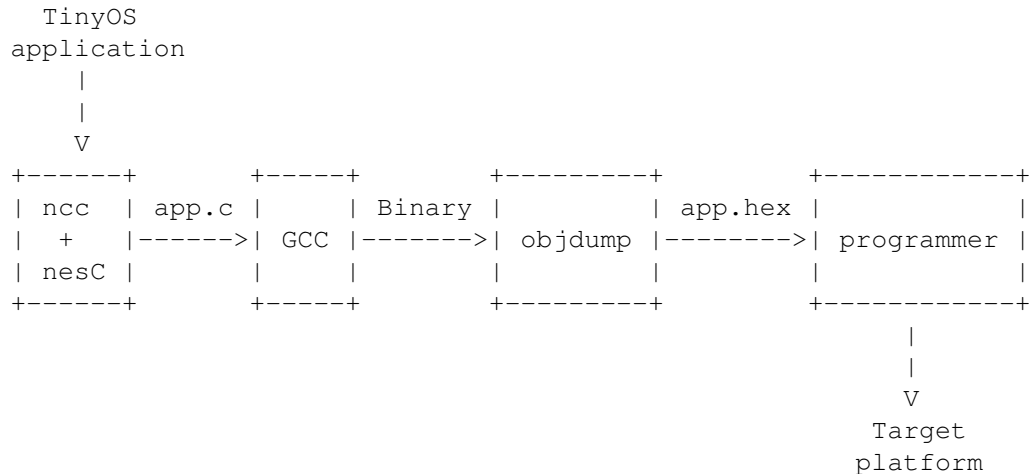 TinyOS
application
|
|
V
+------+ +-----+ +---------+ +------------+
| ncc | app.c | | Binary | | app.hex | |
| + |------>| GCC |------->| objdump |-------->| programmer |
| nesC | | | | | | |
+------+ +-----+ +---------+ +------------+
|
|
V
Target
platform